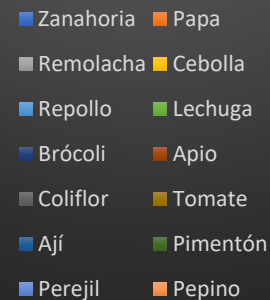 Zanahoria Papa
Remolacha Cebolla
Repollo Lechuga
Brócoli Apio
Coliflor Tomate
Ají Pimentón
Perejil Pepino